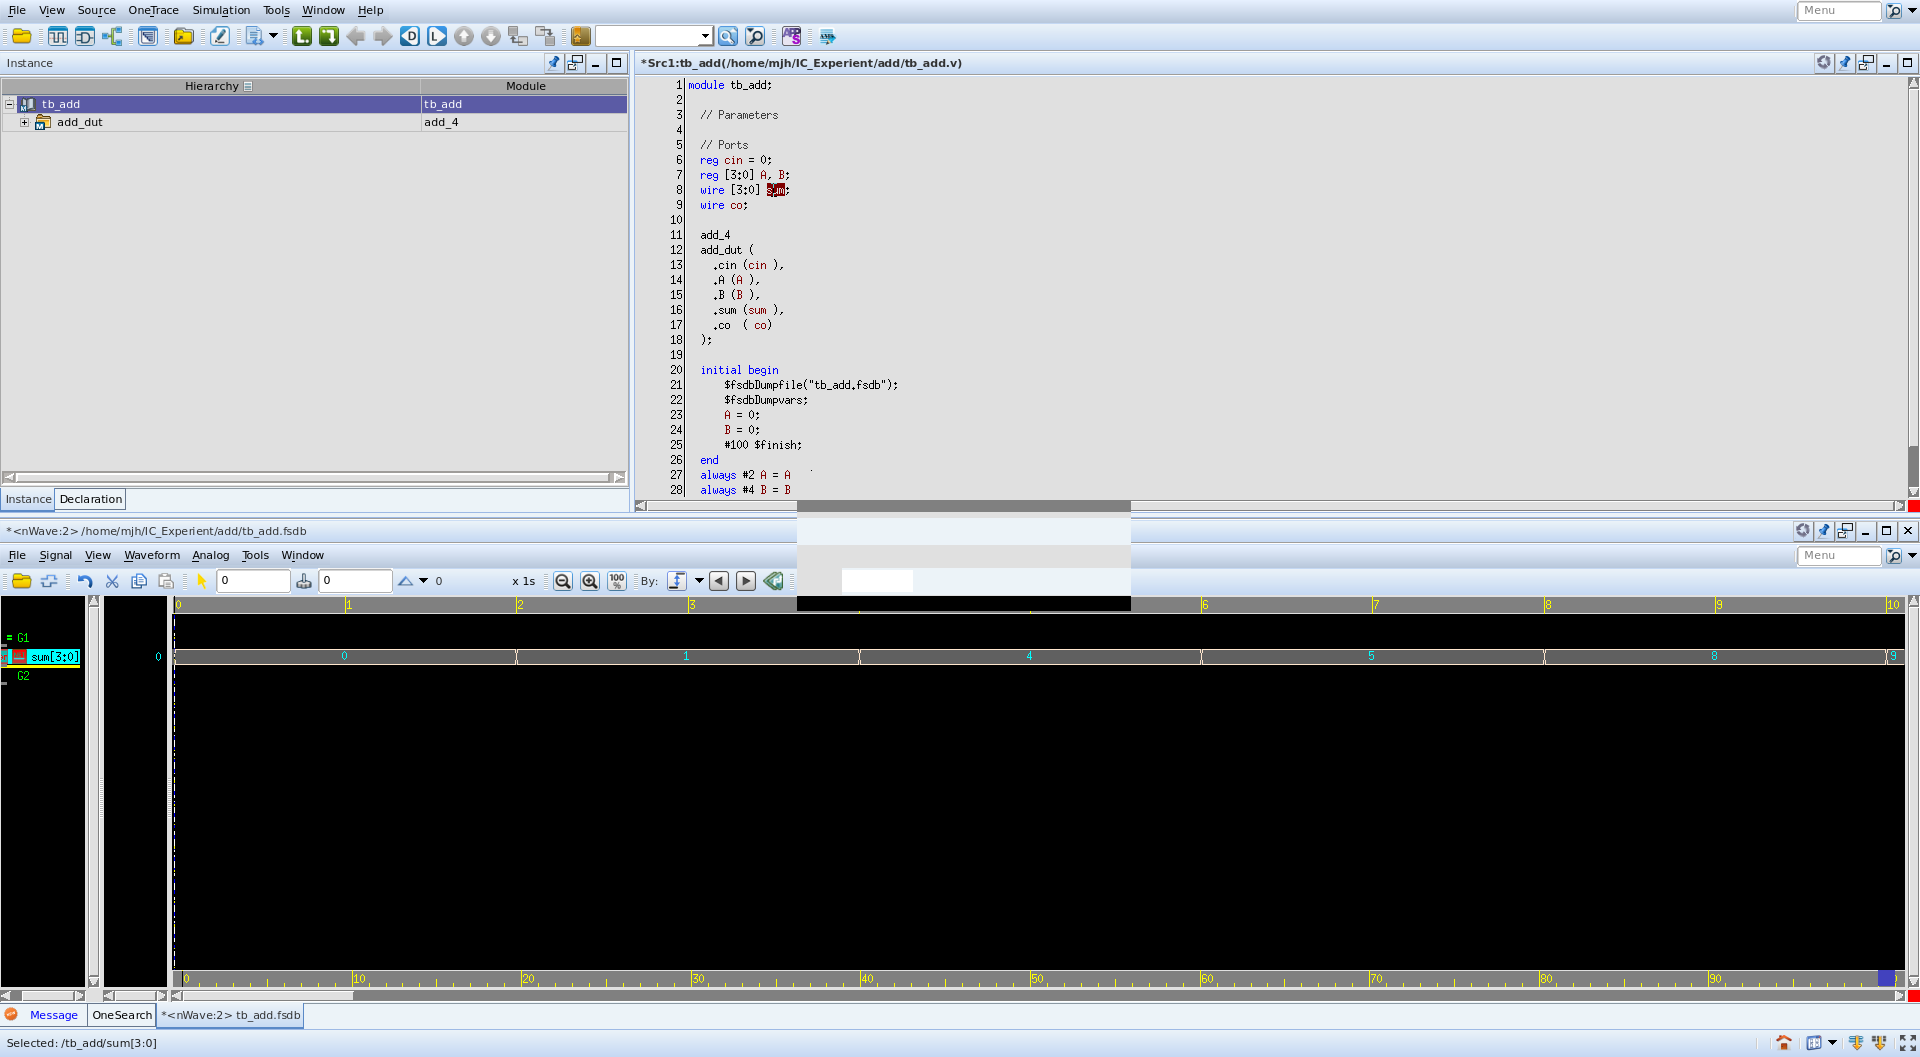 File View Source OneTrace Simulation Tools Window Help
Menu
Instance
*Src1:tb_add(/home/mjh/IC_Experient/add/tb_add.v)
Hierarchy Module
tb_add tb_add
add_dut add_4
1 module tb_add;
2
3 // Parameters
4
5 // Ports
6 reg cin = 0;
7 reg [3:0] A, B;
8 wire [3:0] sum;
9 wire co;
10
11 add_4
12 add_dut (
13 .cin (cin ),
14 .A (A ),
15 .B (B ),
16 .sum (sum ),
17 .co ( co)
18 );
19
20 initial begin
21 $fsdbDumpfile("tb_add.fsdb");
22 $fsdbDumpvars;
23 A = 0;
24 B = 0;
25 #100 $finish;
26 end
27 always #2 A = A
28 always #4 B = B
Instance Declaration
*<nWave:2> /home/mjh/IC_Experient/add/tb_add.fsdb
File Signal View Waveform Analog Tools Window
Menu
0 0 0 x 1s 100% By:
0 1 2 3 6 7 8 9 10
G1
sum[3:0] 0 0 1 4 5 8 9
G2
0 10 20 30 40 50 60 70 80 90
Message OneSearch *<nWave:2> tb_add.fsdb
Selected: /tb_add/sum[3:0]